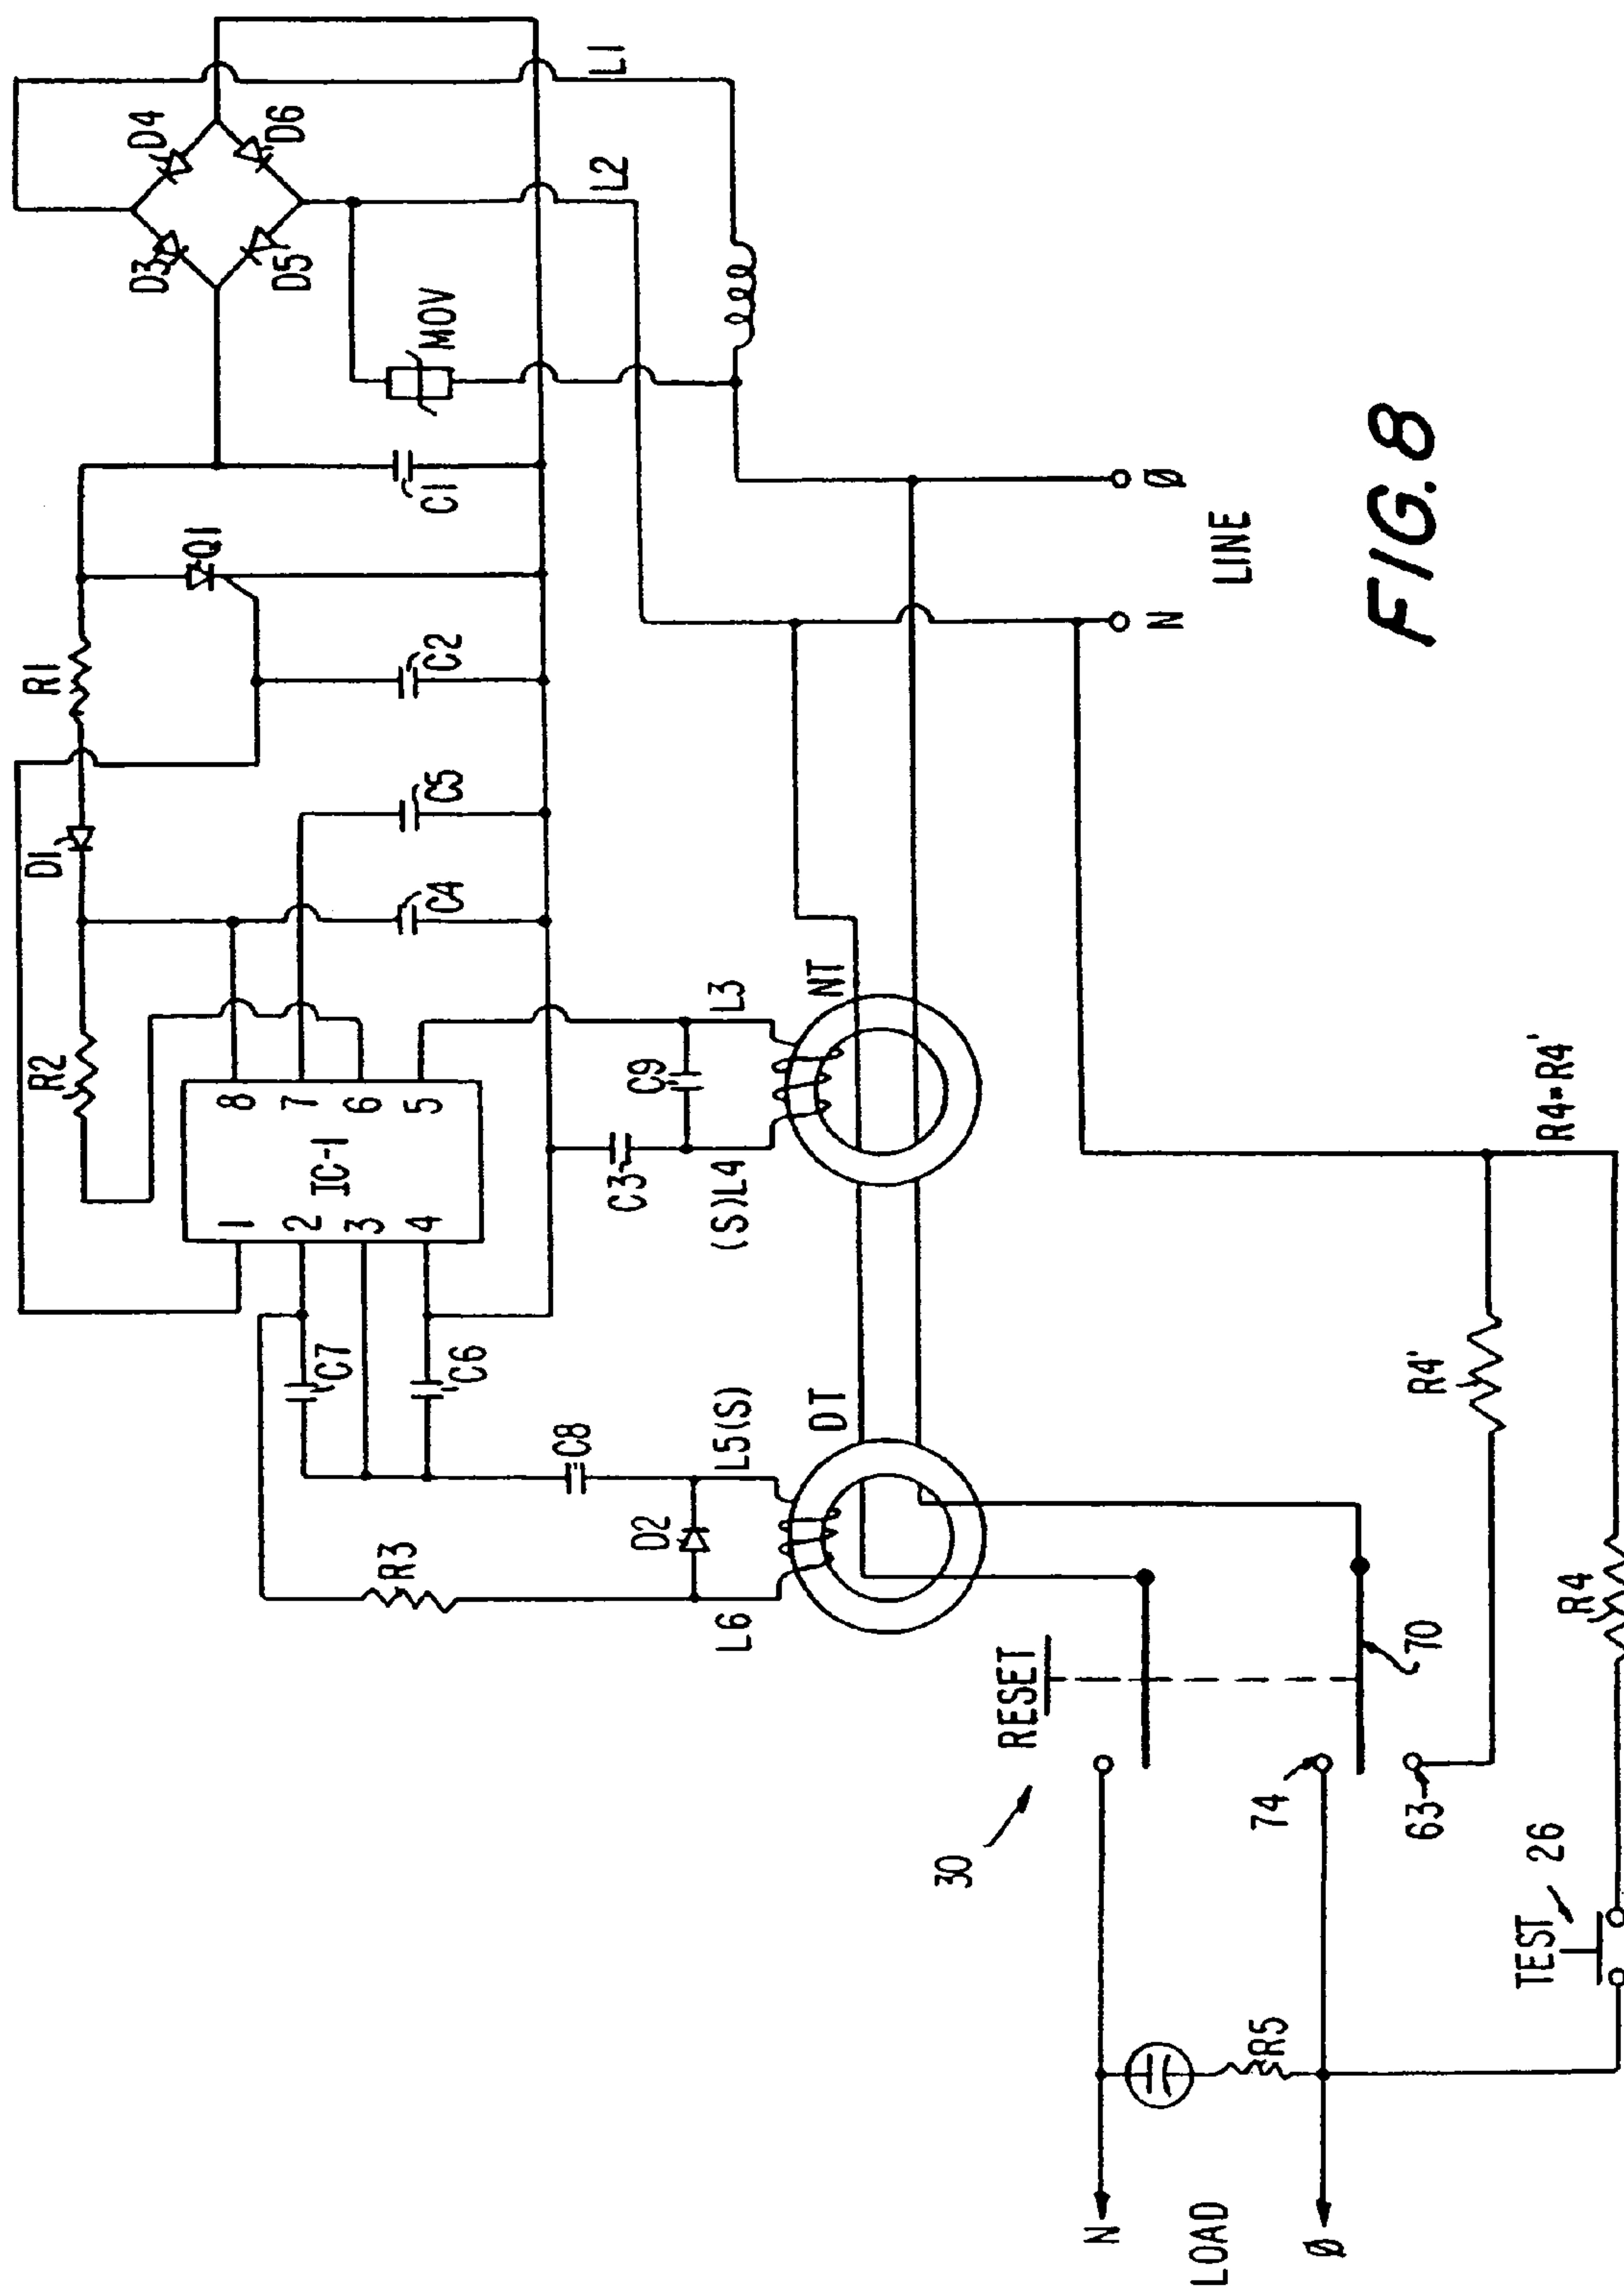 D4
D6
D3
D5
L1
L2
MOV
C1
Q1
R1
C2
C5
D1
C4
R2
IC-1
8
7
6
5
1
2
3
4
C7
C6
C8
R3
D2
L5(S)
L6
C9
L3
C3
(S)L4
NT
DT
LINE
Ø
N
RESET
30
70
74
63
R4'
R4=R4'
R4
TEST
26
R5
N
LOAD
Ø
FIG. 8